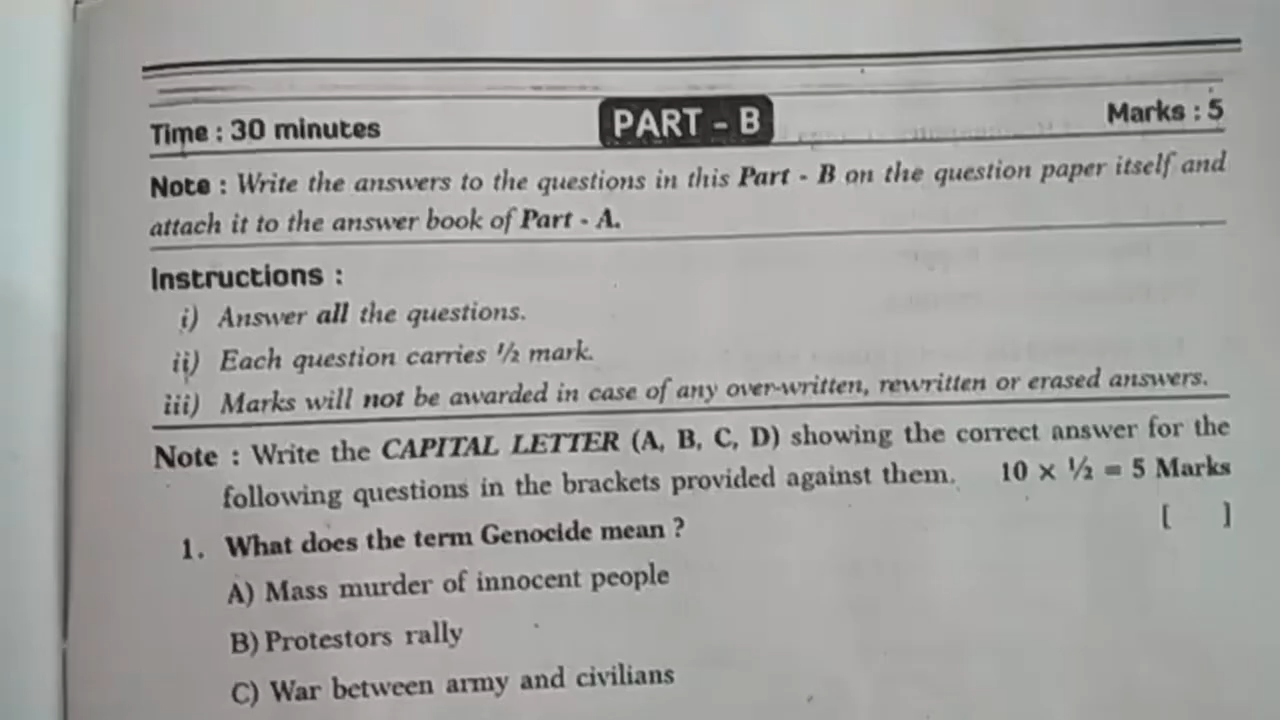 Time : 30 minutes PART - B Marks : 5
Note : Write the answers to the questions in this Part - B on the question paper itself and
attach it to the answer book of Part - A.
Instructions :
i) Answer all the questions.
ii) Each question carries ½ mark.
iii) Marks will not be awarded in case of any over-written, rewritten or erased answers.
Note : Write the CAPITAL LETTER (A, B, C, D) showing the correct answer for the
following questions in the brackets provided against them. 10 × ½ = 5 Marks
1. What does the term Genocide mean ? [ ]
A) Mass murder of innocent people
B) Protestors rally
C) War between army and civilians